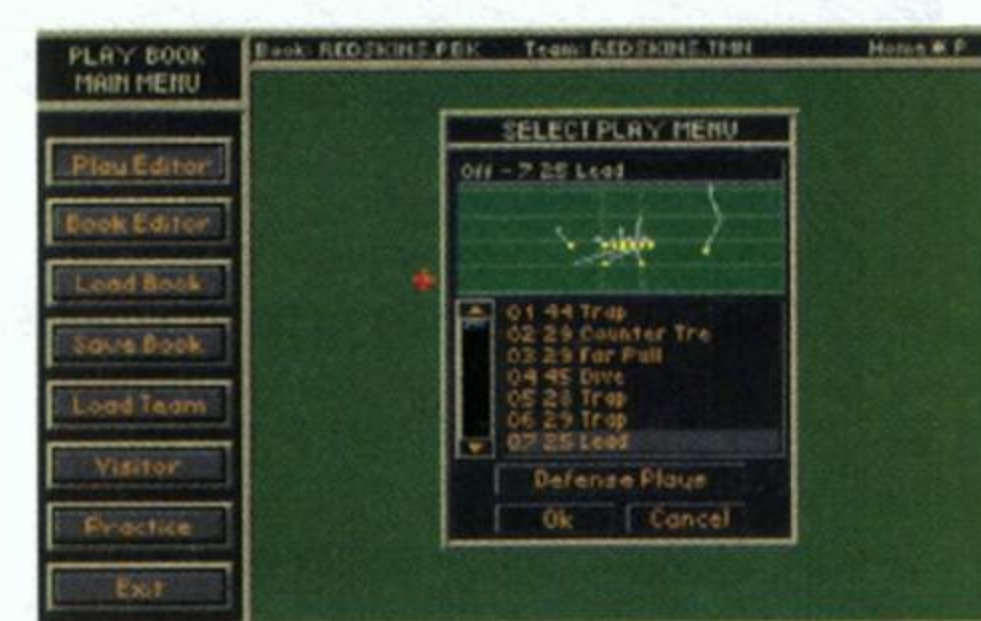 PLAY BOOK
MAIN MENU
Book: REDSKINS.PBK Team: REDSKINS.TMN Home # P
Play Editor
Book Editor
Load Book
Save Book
Load Team
Visitor
Practice
Exit
SELECT PLAY MENU
Off - 7 25 Lead
01 44 Trap
02 29 Counter Tre
03 29 Far Pull
04 45 Dive
05 28 Trap
06 29 Trap
07 25 Lead
Defense Plays
Ok Cancel